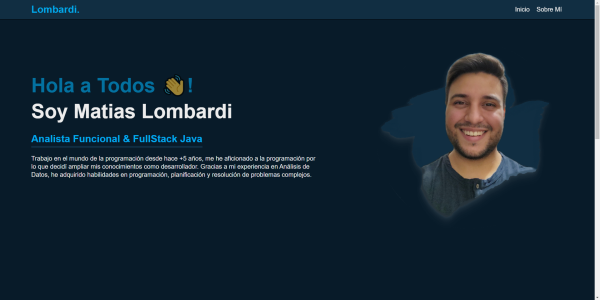 Lombardi.
Inicio Sobre Mí
Hola a Todos 👋!
Soy Matias Lombardi
Analista Funcional & FullStack Java
Trabajo en el mundo de la programación desde hace +5 años, me he aficionado a la programación por
lo que decidí ampliar mis conocimientos como desarrollador. Gracias a mi experiencia en Análisis de
Datos, he adquirido habilidades en programación, planificación y resolución de problemas complejos.